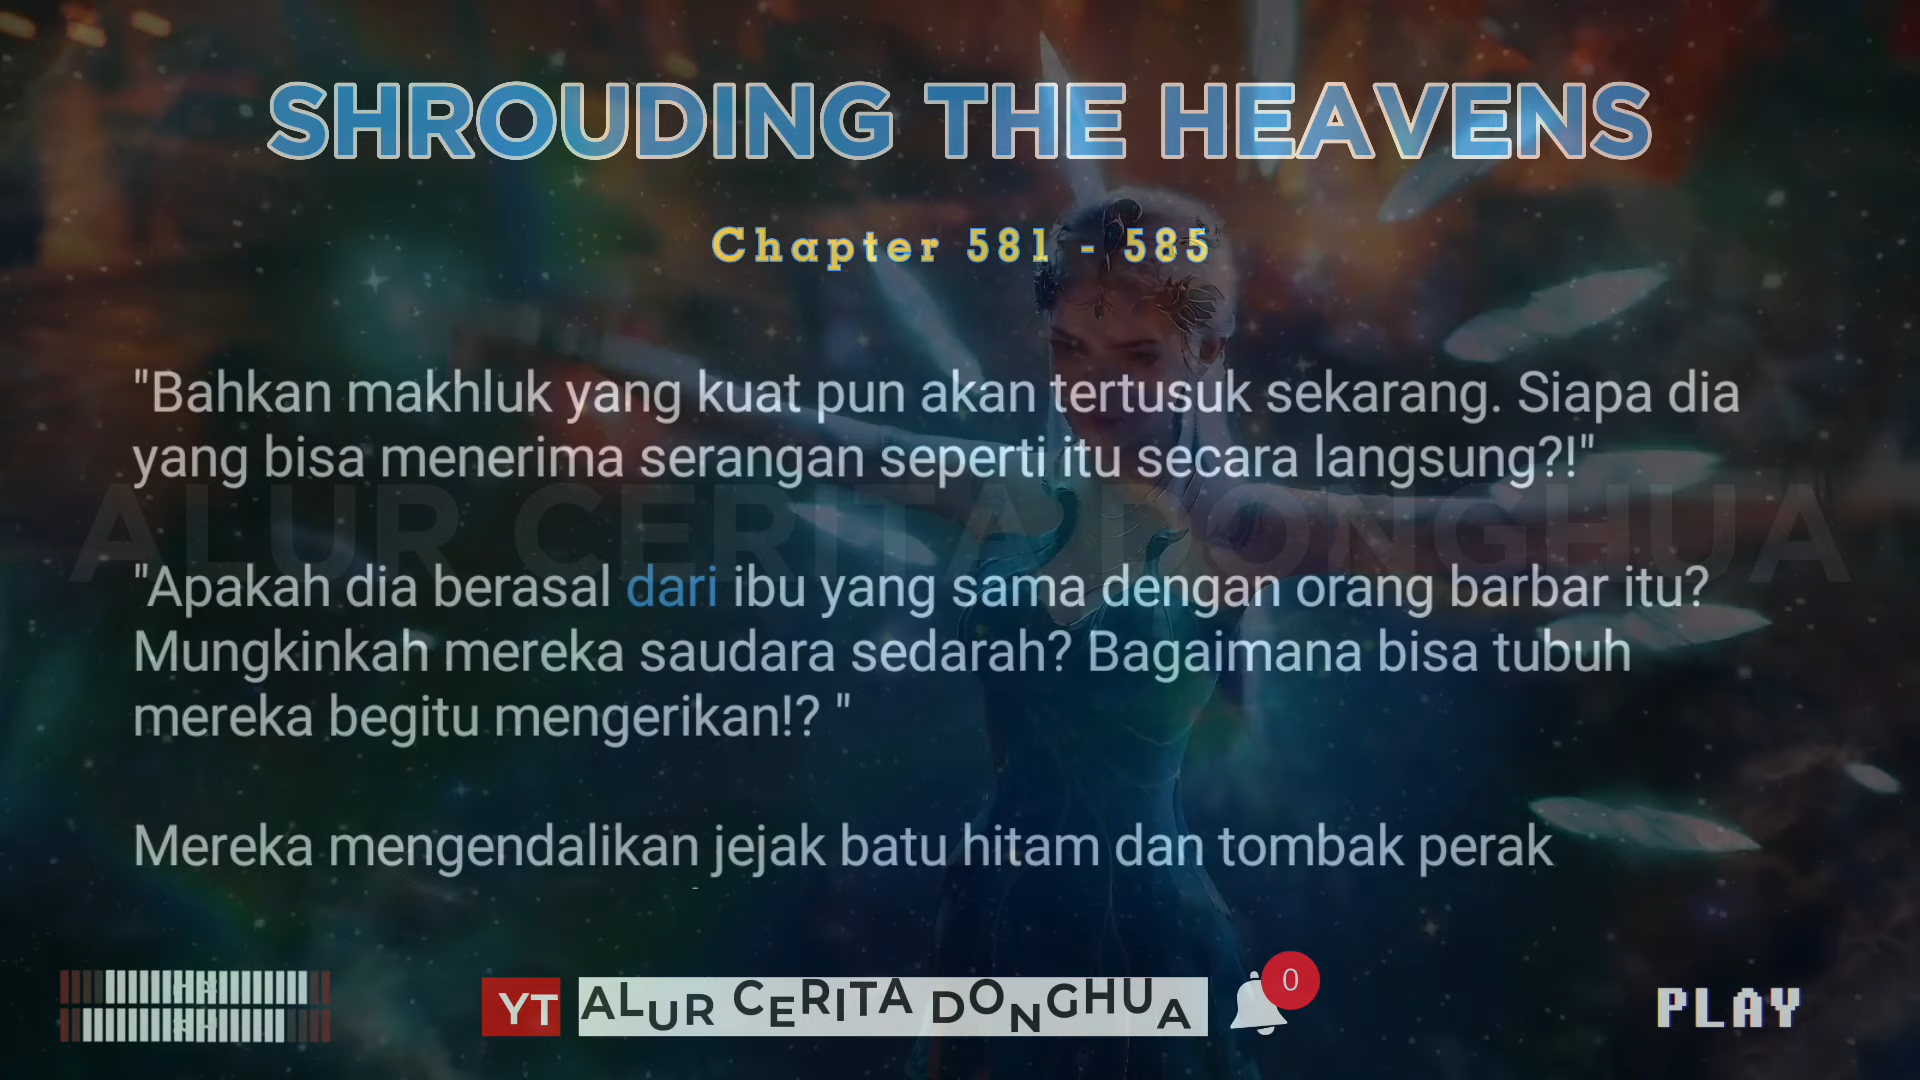 SHROUDING THE HEAVENS
Chapter 581 - 585
"Bahkan makhluk yang kuat pun akan tertusuk sekarang. Siapa dia
yang bisa menerima serangan seperti itu secara langsung?!"
ALUR CERITA DONGHUA
"Apakah dia berasal dari ibu yang sama dengan orang barbar itu?
Mungkinkah mereka saudara sedarah? Bagaimana bisa tubuh
mereka begitu mengerikan!? "
Mereka mengendalikan jejak batu hitam dan tombak perak
YT ALUR CERITA DONGHUA 0
PLAY